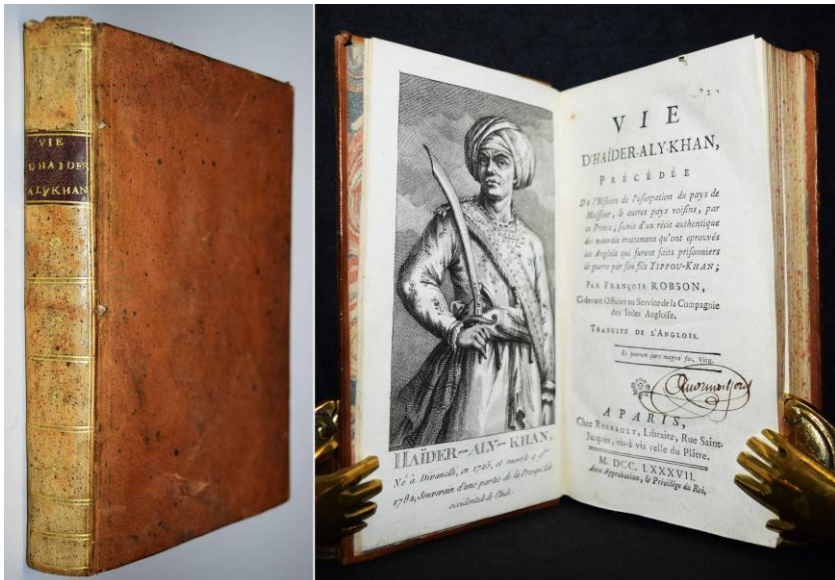 VIE
D'HAIDER
ALYKHAN
HAÏDER-ALY-KHAN,
Né à Divanelli, en 1728, et mort le
1782, Souverain d'une partie de la Presqu'Isle
occidentale de l'Inde.
VIE
D'HAÏDER-ALY-KHAN,
PRÉCÉDÉE
DE l'Histoire de l'usurpation du pays de
Maissour, & autres pays voisins, par
ce Prince; suivie d'un récit authentique
des mauvais traitemens qu'ont éprouvés
les Anglois qui furent faits prisonniers
de guerre par son fils TIPPOU-KHAN;
PAR FRANÇOIS ROBSON,
Ci-devant Officier au Service de la Compagnie
des Indes Angloise.
TRADUITE DE L'ANGLOIS.
Et quorum pars magna fui. Virg.
A PARIS,
Chez REGNAULT, Libraire, Rue Saint-
Jacques, vis-à-vis celle du Plâtre.
M. DCC. LXXXVII.
Avec Approbation, & Privilége du Roi.